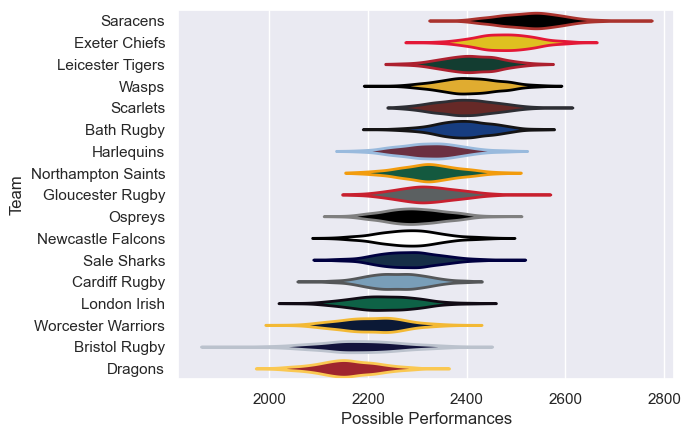 Saracens
Exeter Chiefs
Leicester Tigers
Wasps
Scarlets
Bath Rugby
Harlequins
Northampton Saints
Gloucester Rugby
Ospreys
Newcastle Falcons
Sale Sharks
Cardiff Rugby
London Irish
Worcester Warriors
Bristol Rugby
Dragons
Team
2000 2200 2400 2600 2800
Possible Performances